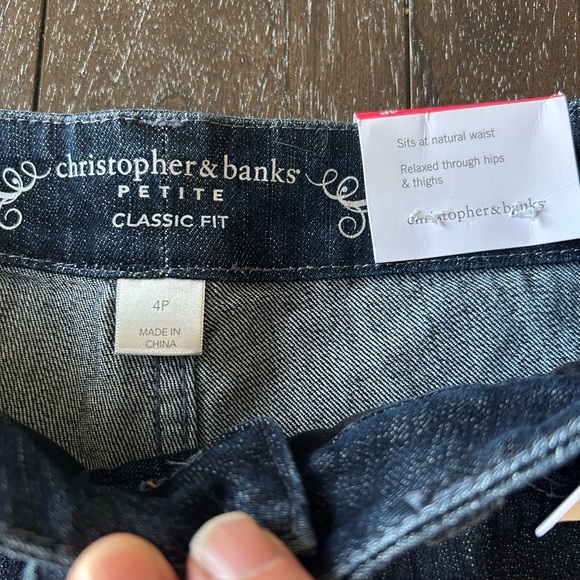 christopher & banks®
PETITE
CLASSIC FIT
4P
MADE IN
CHINA
Sits at natural waist
Relaxed through hips
& thighs
christopher & banks